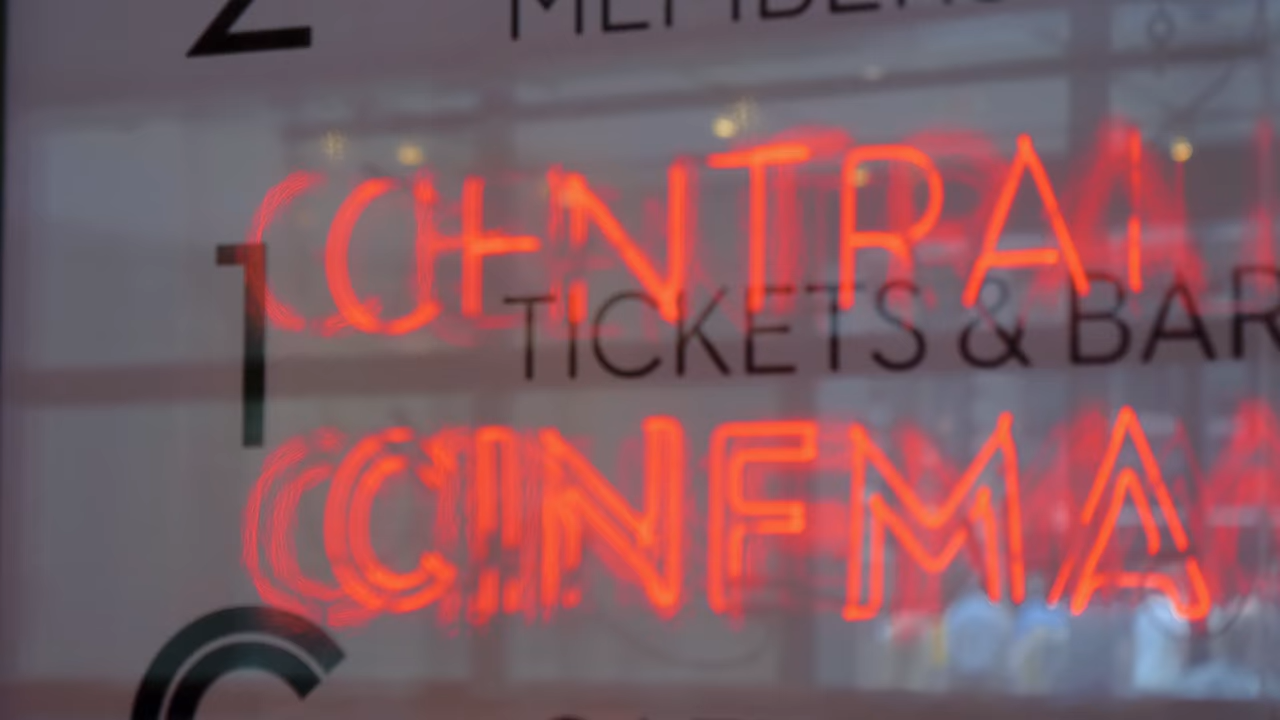 2 MEMBERS
CENTRAL
1 TICKETS & BAR
CINEMA
C